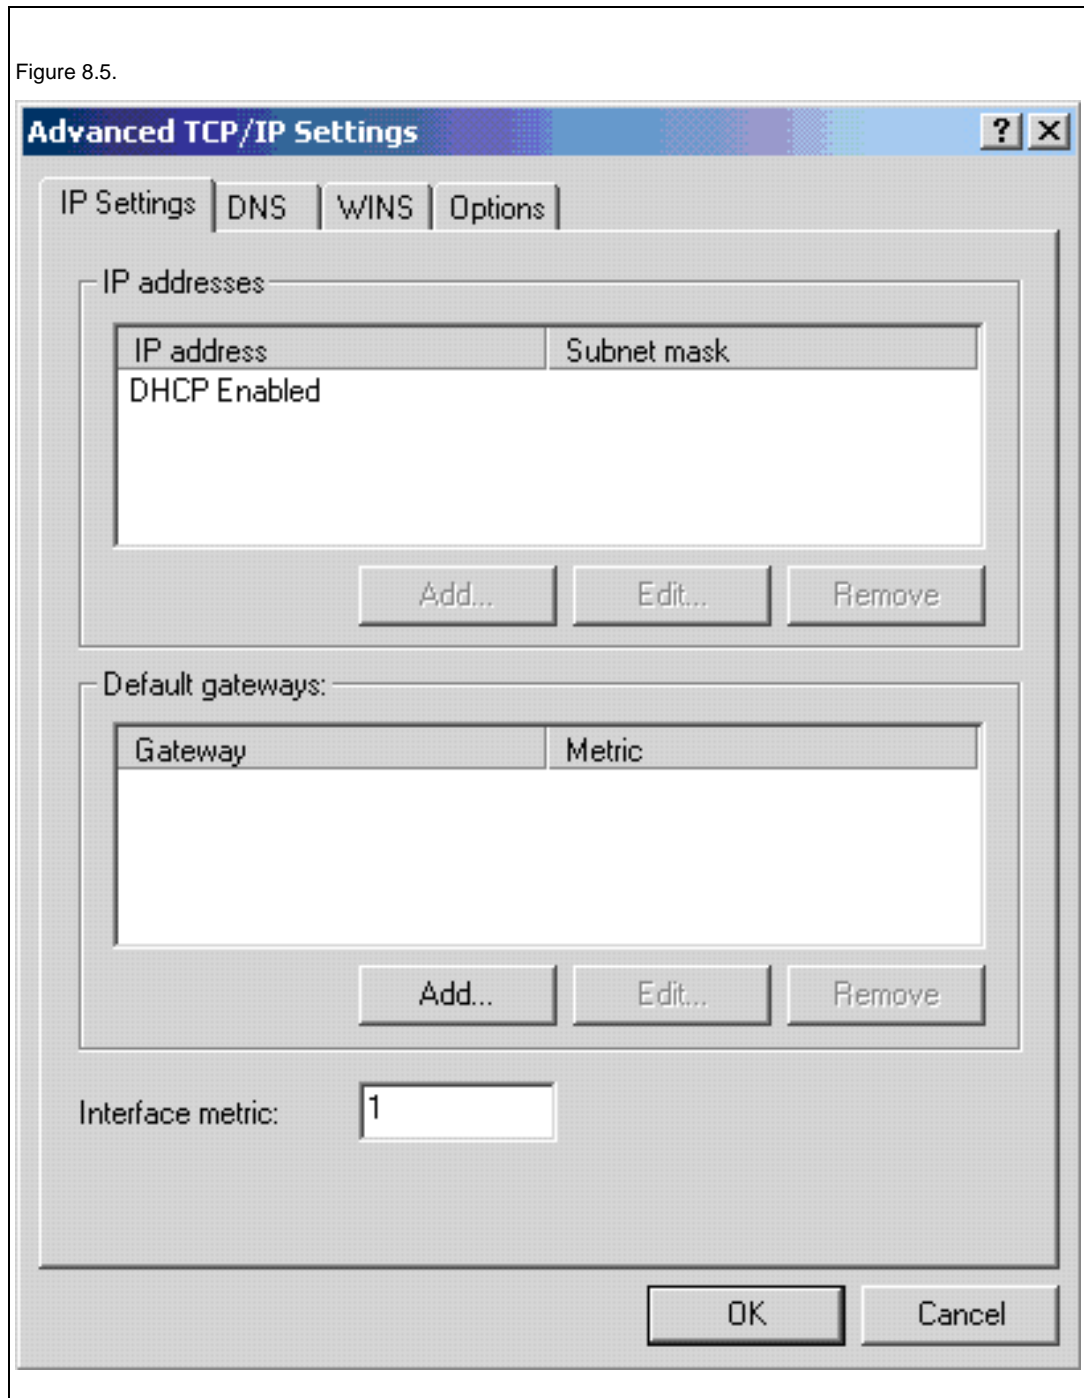 Figure 8.5.
Advanced TCP/IP Settings
IP Settings DNS WINS Options
IP addresses
IP address Subnet mask
DHCP Enabled
Add... Edit... Remove
Default gateways:
Gateway Metric
Add... Edit... Remove
Interface metric: 1
OK Cancel